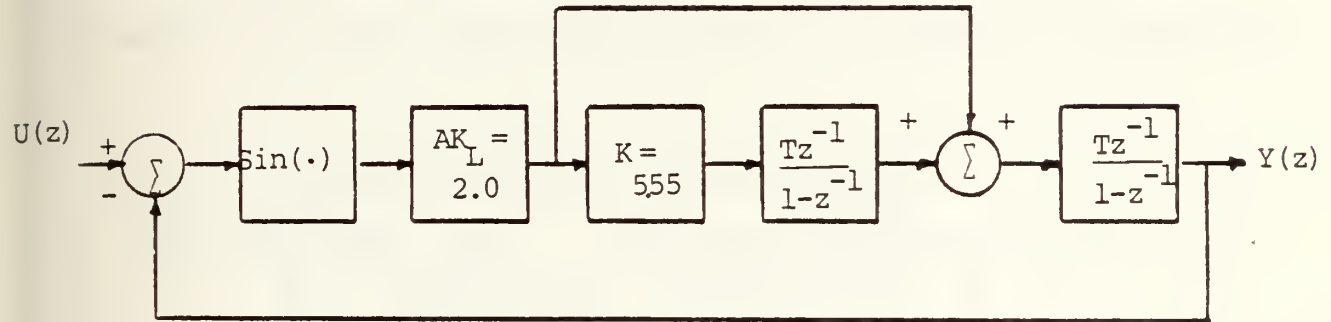 U(z)
+
-
Σ
Sin(·)
AK_L =
2.0
K =
5.55
Tz^-1
1-z^-1
+
Σ
+
Tz^-1
1-z^-1
Y(z)